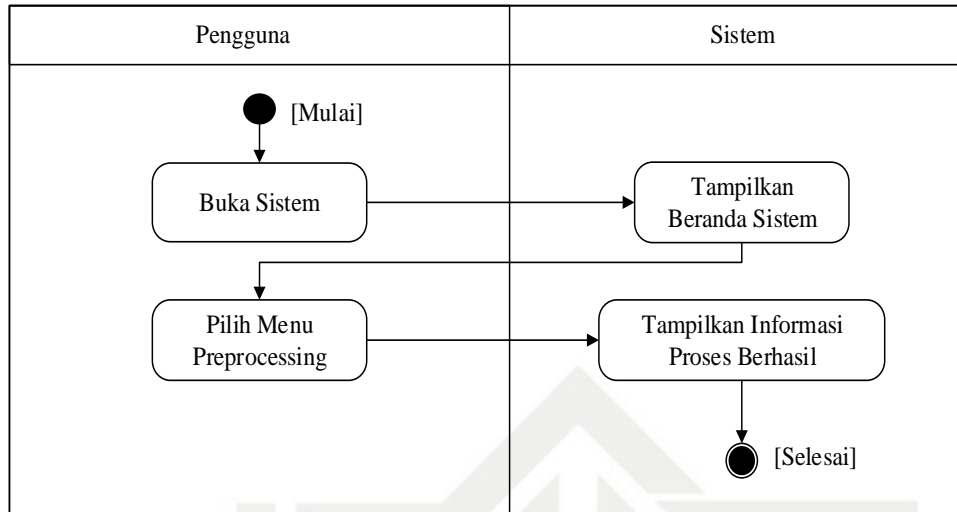 Pengguna
Sistem
[Mulai]
Buka Sistem
Tampilkan
Beranda Sistem
Pilih Menu
Preprocessing
Tampilkan Informasi
Proses Berhasil
[Selesai]